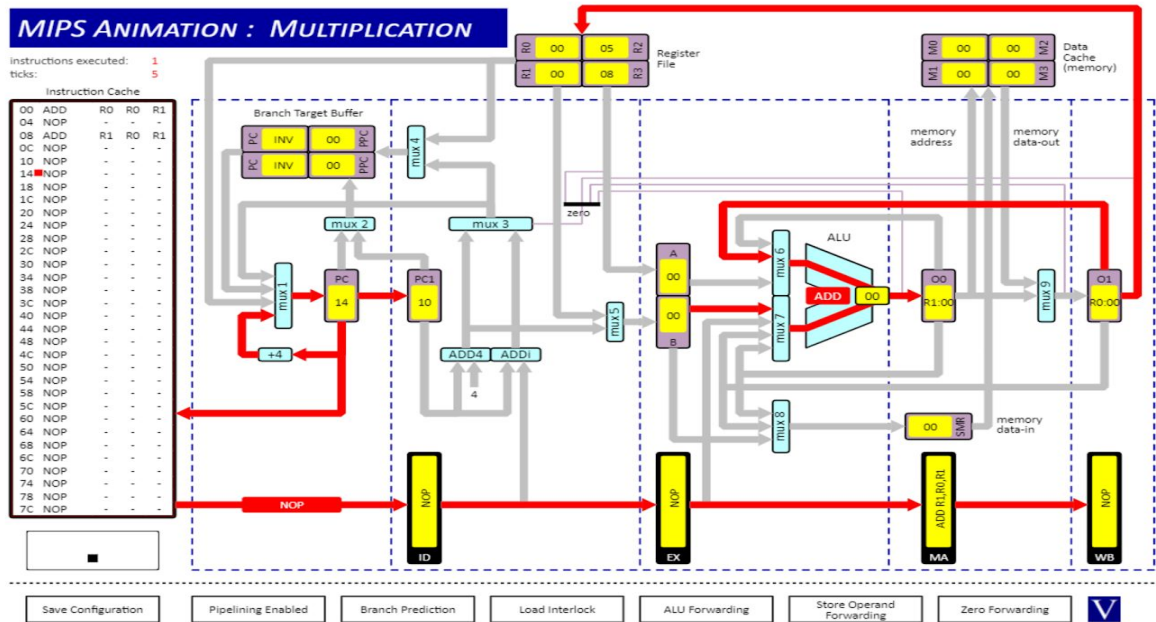 MIPS ANIMATION : MULTIPLICATION
instructions executed: 1
ticks: 5
Instruction Cache
00 ADD R0 R0 R1
04 NOP - - -
08 ADD R1 R0 R1
0C NOP - - -
10 NOP - - -
14 NOP - - -
18 NOP - - -
1C NOP - - -
20 NOP - - -
24 NOP - - -
28 NOP - - -
2C NOP - - -
30 NOP - - -
34 NOP - - -
38 NOP - - -
3C NOP - - -
40 NOP - - -
44 NOP - - -
48 NOP - - -
4C NOP - - -
50 NOP - - -
54 NOP - - -
58 NOP - - -
5C NOP - - -
60 NOP - - -
64 NOP - - -
68 NOP - - -
6C NOP - - -
70 NOP - - -
74 NOP - - -
78 NOP - - -
7C NOP - - -
R0 00 05 R2
R1 00 08 R3
Register
File
M0 00 00 M2
M1 00 00 M3
Data
Cache
(memory)
Branch Target Buffer
PC INV 00 PPC
PC INV 00 PPC
mux 4
memory
address
memory
data-out
zero
mux 2
mux 3
mux 1
PC
14
PC1
10
+4
ADD4
ADDi
4
mux 5
A
00
00
B
mux 6
mux 7
ALU
ADD
00
O0
R1:00
mux 9
O1
R0:00
mux 8
00 SMR
memory
data-in
NOP
NOP
ID
NOP
EX
ADD R1,R0,R1
MA
NOP
WB
Save Configuration
Pipelining Enabled
Branch Prediction
Load Interlock
ALU Forwarding
Store Operand
Forwarding
Zero Forwarding
V